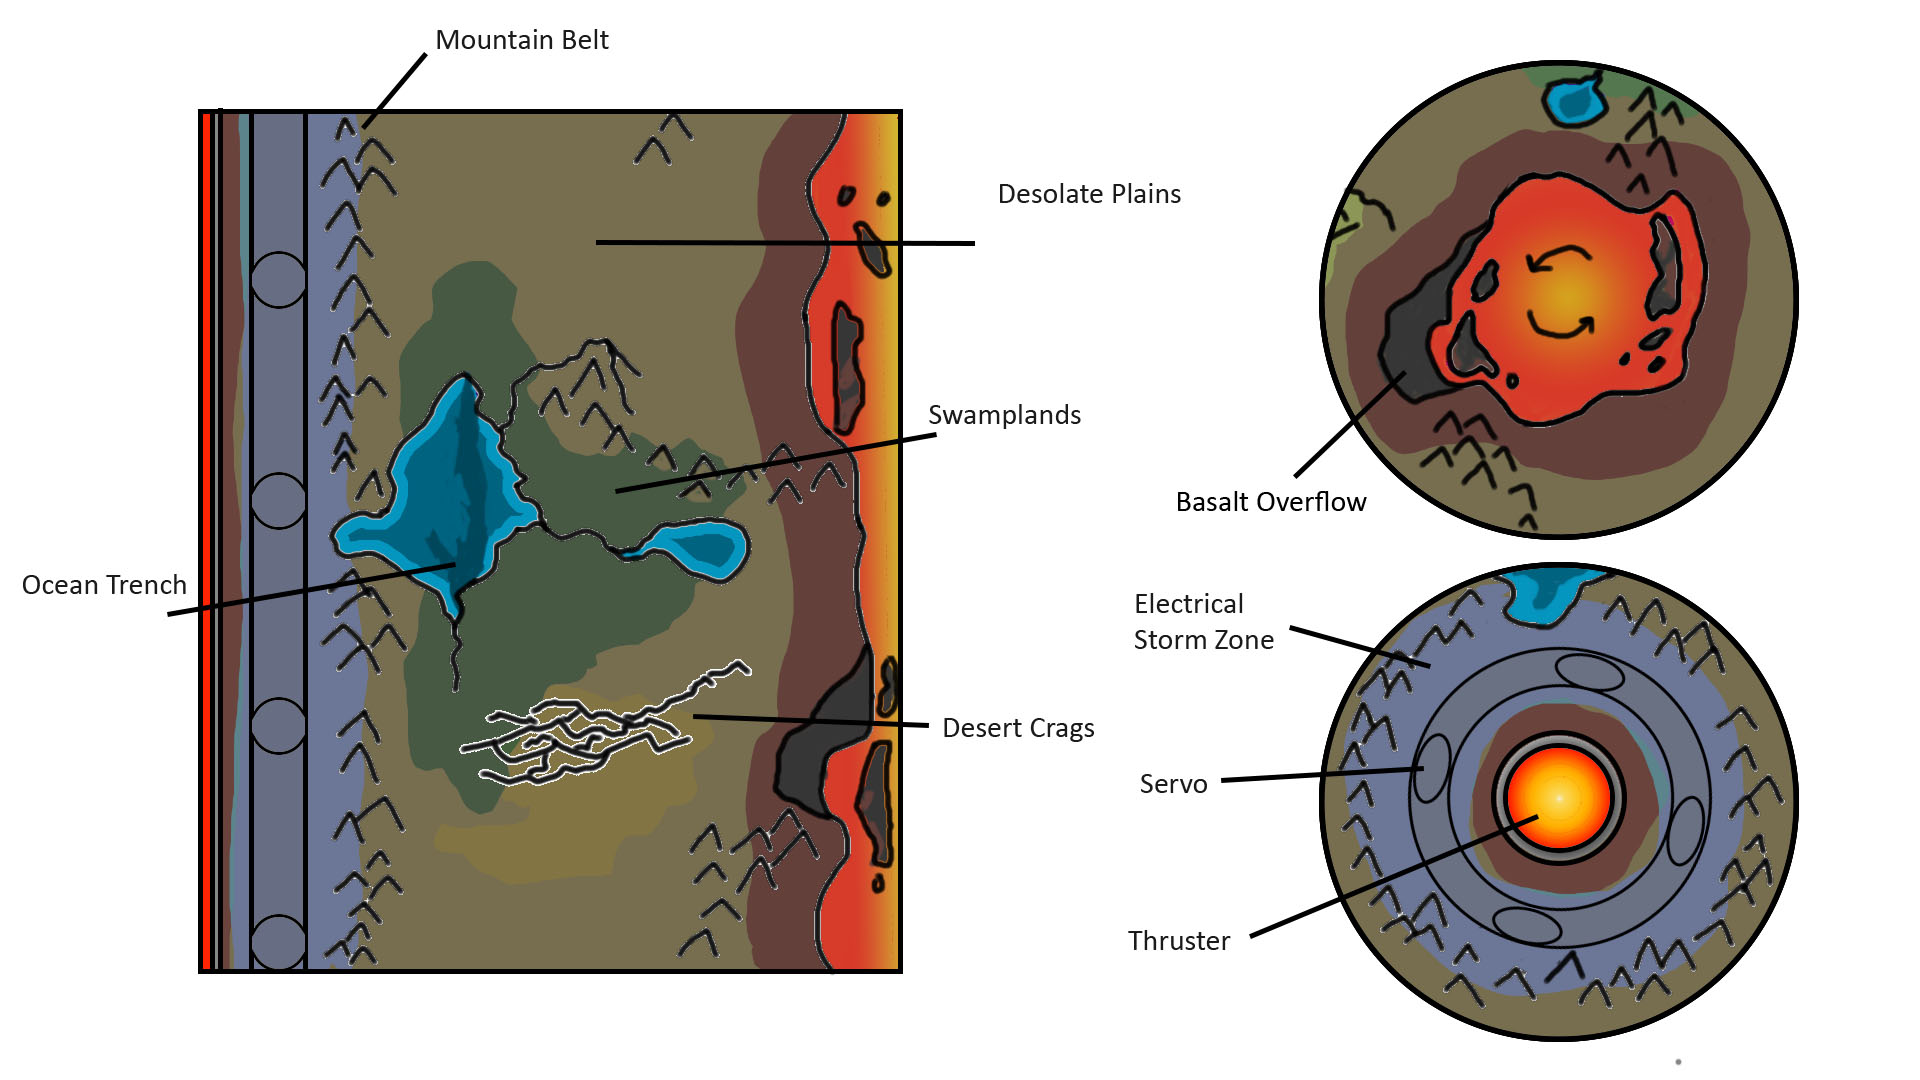 Mountain Belt
Desolate Plains
Swamplands
Basalt Overflow
Ocean Trench
Electrical
Storm Zone
Desert Crags
Servo
Thruster